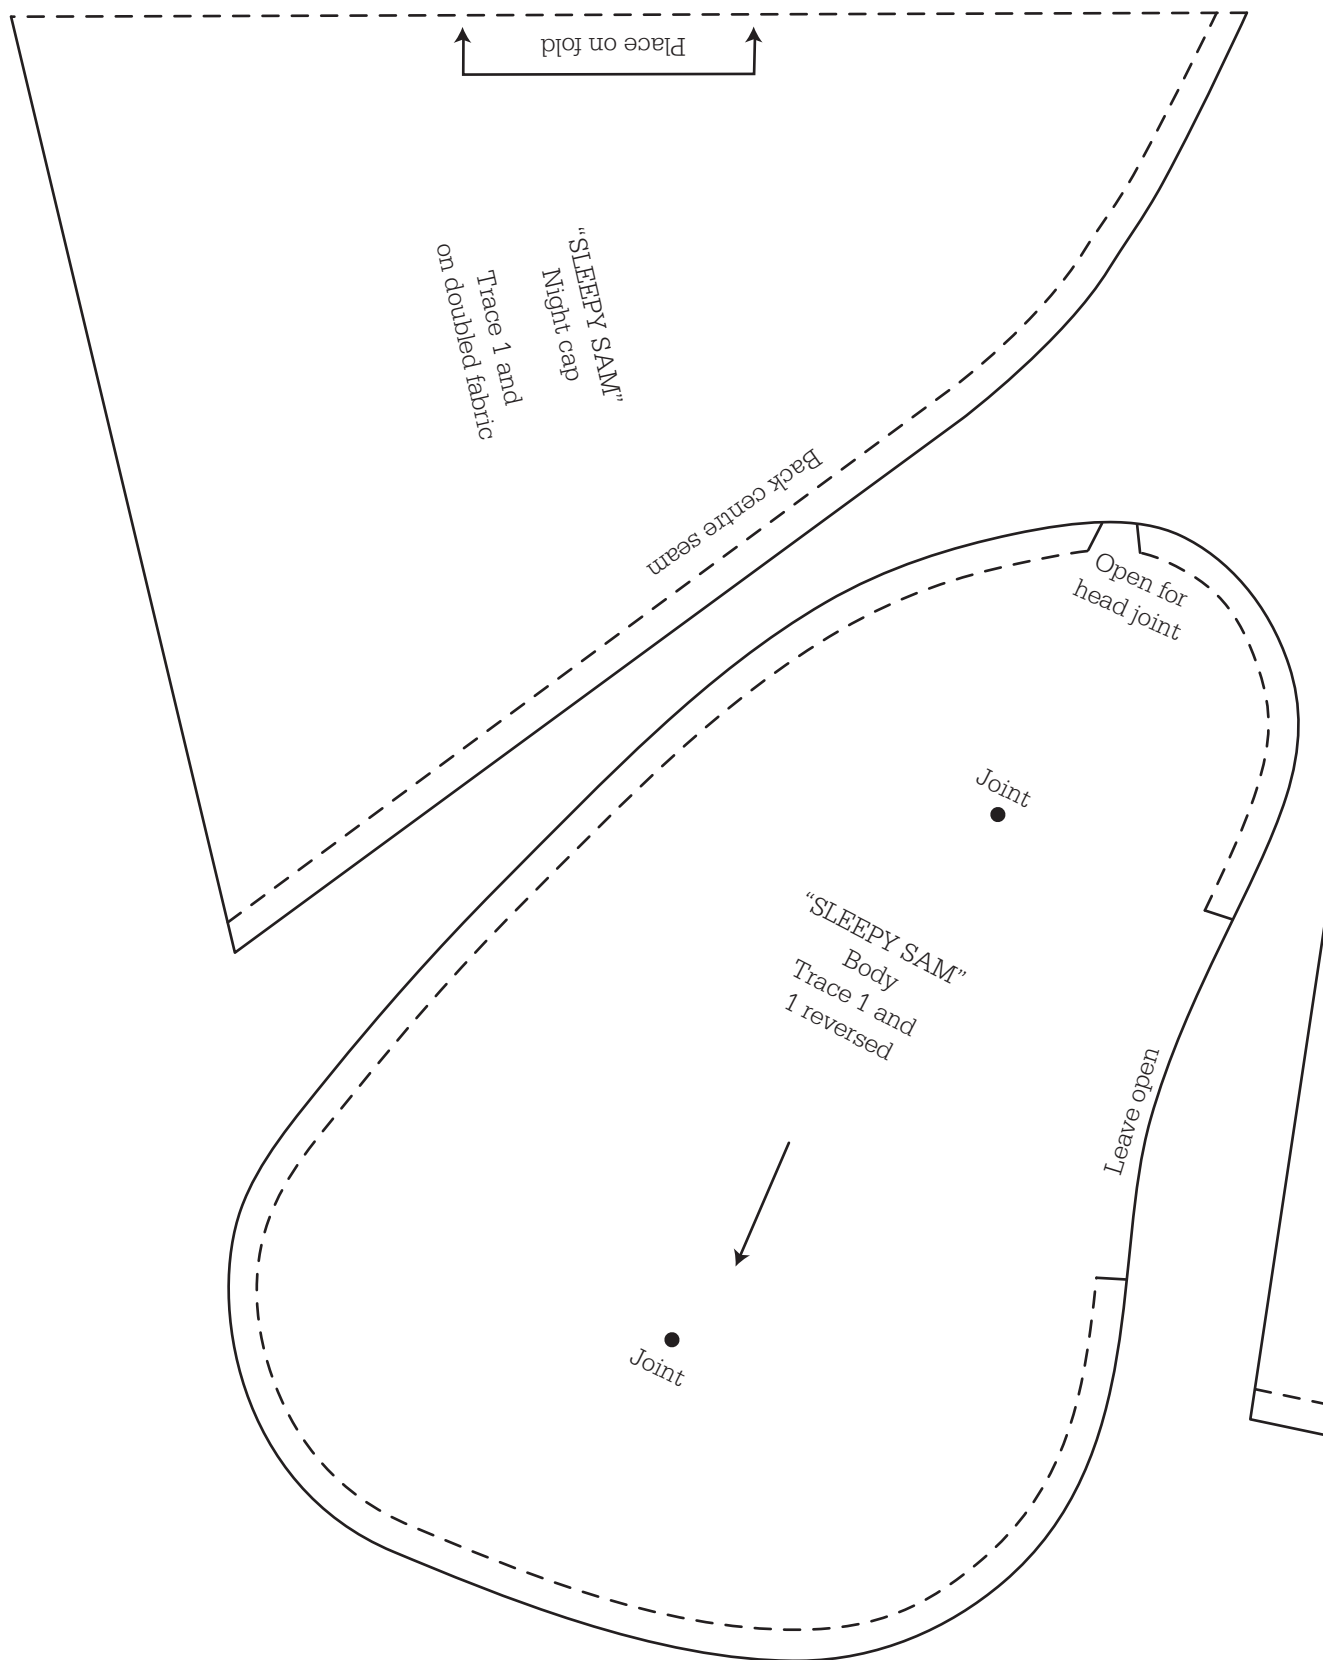 Place on fold
“SLEEPY SAM”
Night cap
Trace 1 and
on doubled fabric
Back centre seam
Open for
head joint
Joint
“SLEEPY SAM”
Body
Trace 1 and
1 reversed
Leave open
Joint